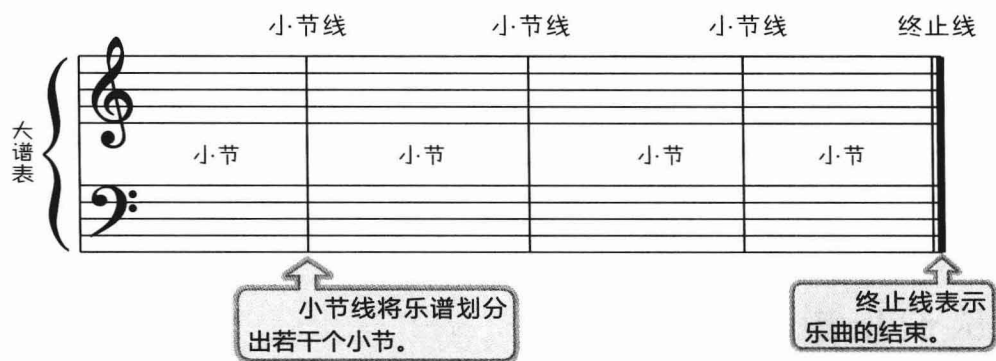 小节线 小节线 小节线 终止线
大谱表
小节 小节 小节 小节
小节线将乐谱划分
出若干个小节。
终止线表示
乐曲的结束。